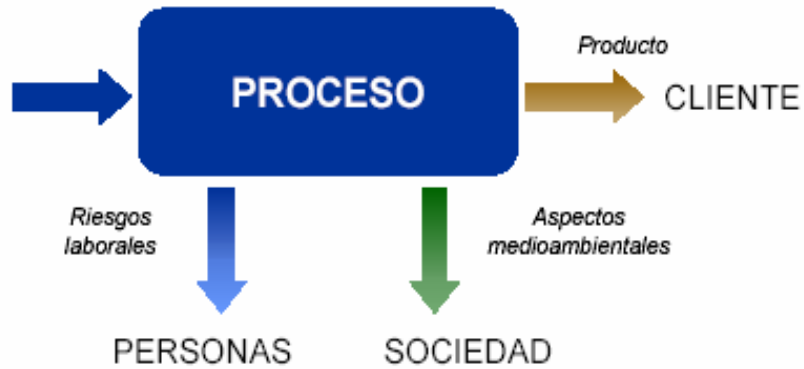 Producto
PROCESO
CLIENTE
Riesgos
laborales
Aspectos
medioambientales
PERSONAS
SOCIEDAD